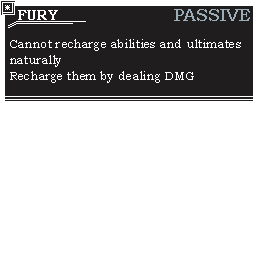 FURY PASSIVE
Cannot recharge abilities and ultimates
naturally
Recharge them by dealing DMG